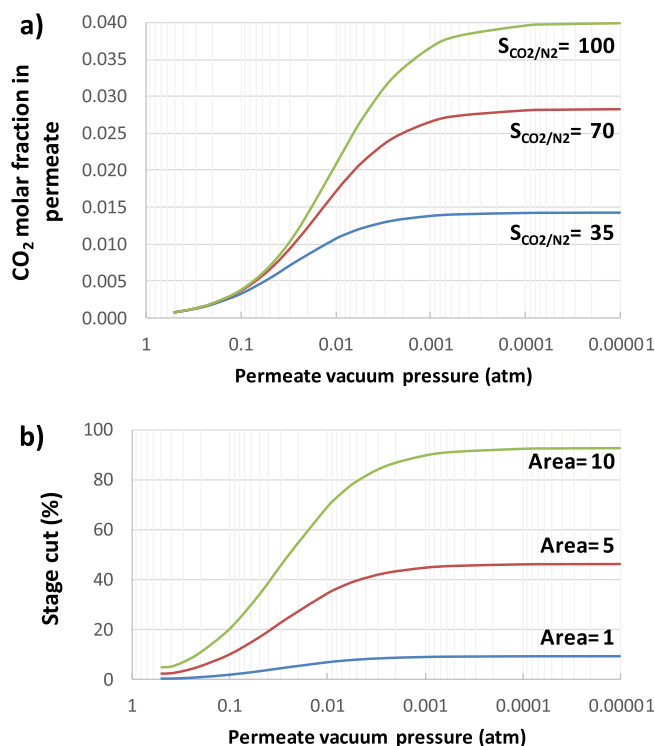 a)
CO₂ molar fraction in
permeate
0.040
0.035
0.030
0.025
0.020
0.015
0.010
0.005
0.000
S_CO2/N2= 100
S_CO2/N2= 70
S_CO2/N2= 35
1 0.1 0.01 0.001 0.0001 0.00001
Permeate vacuum pressure (atm)
b)
Stage cut (%)
100
80
60
40
20
0
Area= 10
Area= 5
Area= 1
1 0.1 0.01 0.001 0.0001 0.00001
Permeate vacuum pressure (atm)